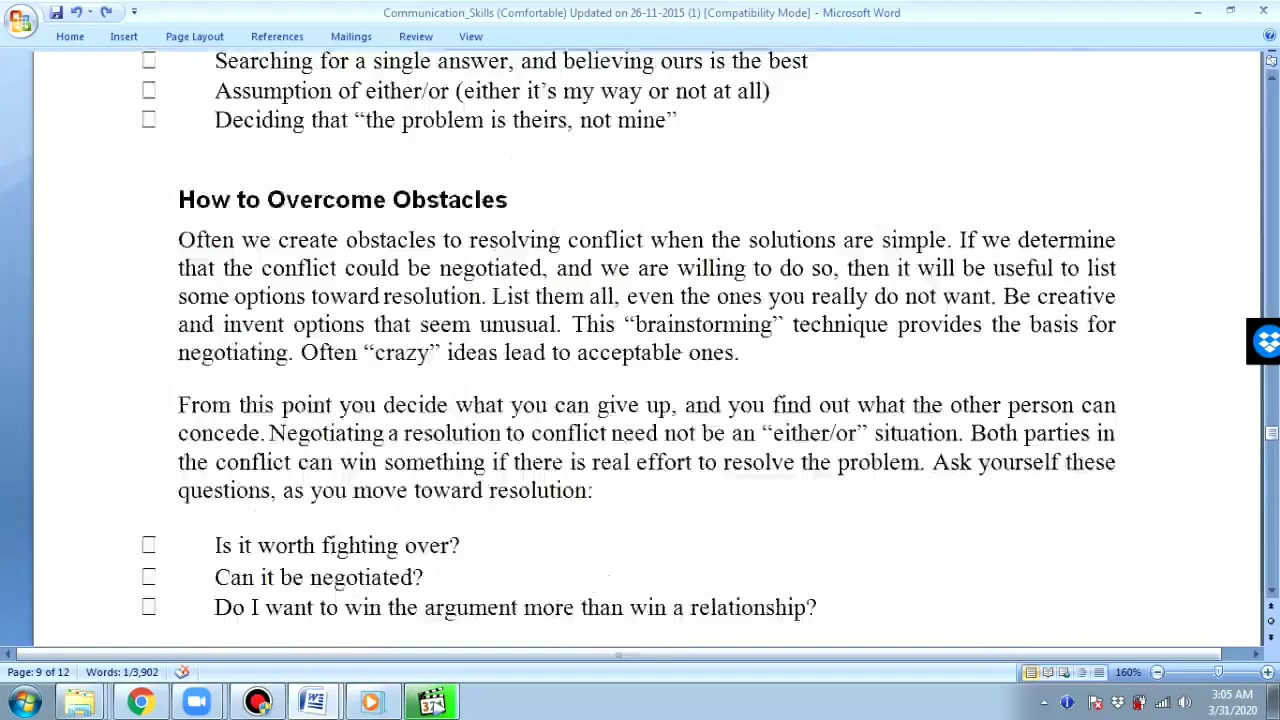 Communication_Skills (Comfortable) Updated on 26-11-2015 (1) [Compatibility Mode] - Microsoft Word
Home Insert Page Layout References Mailings Review View
Searching for a single answer, and believing ours is the best
Assumption of either/or (either it’s my way or not at all)
Deciding that “the problem is theirs, not mine”
How to Overcome Obstacles
Often we create obstacles to resolving conflict when the solutions are simple. If we determine
that the conflict could be negotiated, and we are willing to do so, then it will be useful to list
some options toward resolution. List them all, even the ones you really do not want. Be creative
and invent options that seem unusual. This “brainstorming” technique provides the basis for
negotiating. Often “crazy” ideas lead to acceptable ones.
From this point you decide what you can give up, and you find out what the other person can
concede. Negotiating a resolution to conflict need not be an “either/or” situation. Both parties in
the conflict can win something if there is real effort to resolve the problem. Ask yourself these
questions, as you move toward resolution:
Is it worth fighting over?
Can it be negotiated?
Do I want to win the argument more than win a relationship?
Page: 9 of 12 Words: 1/3,902 160%
3:05 AM
3/31/2020